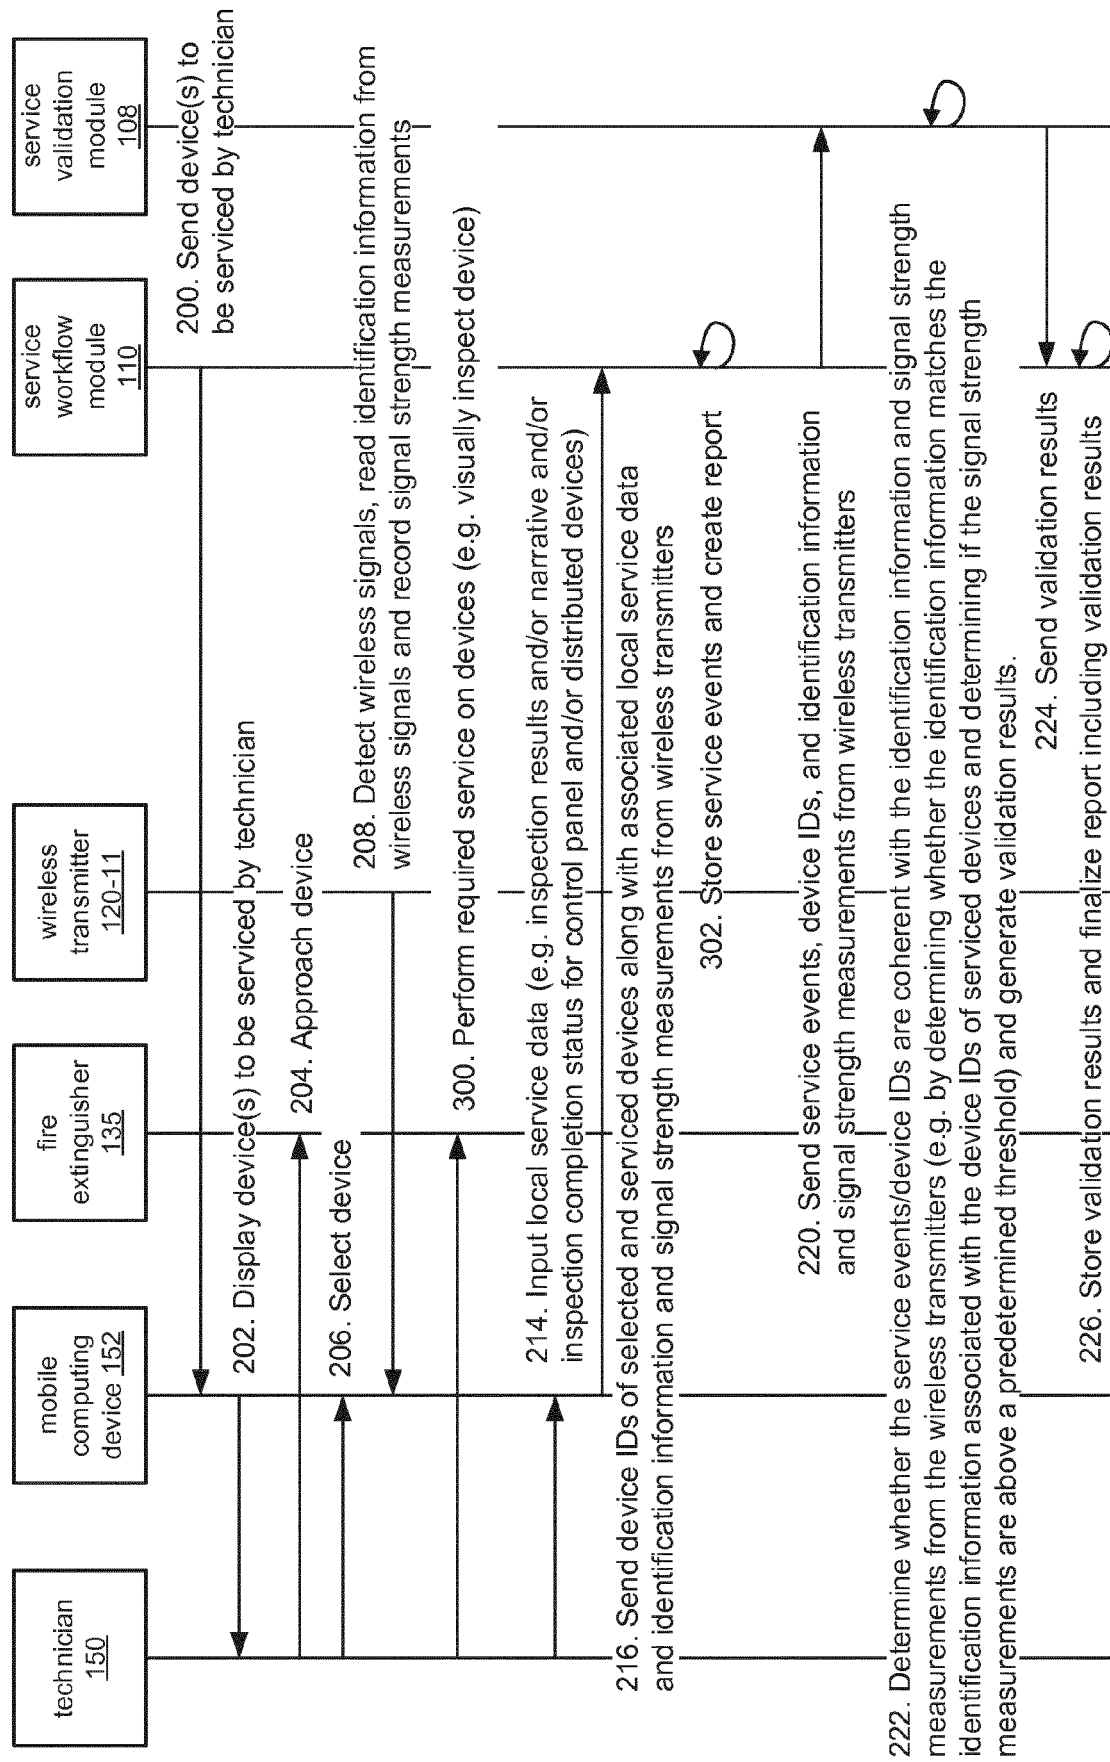 technician
150
mobile
computing
device 152
fire
extinguisher
135
wireless
transmitter
120-11
service
workflow
module
110
service
validation
module
108
200. Send device(s) to
be serviced by technician
202. Display device(s) to be serviced by technician
204. Approach device
206. Select device
208. Detect wireless signals, read identification information from
wireless signals and record signal strength measurements
300. Perform required service on devices (e.g. visually inspect device)
214. Input local service data (e.g. inspection results and/or narrative and/or
inspection completion status for control panel and/or distributed devices)
216. Send device IDs of selected and serviced devices along with associated local service data
and identification information and signal strength measurements from wireless transmitters
302. Store service events and create report
220. Send service events, device IDs, and identification information
and signal strength measurements from wireless transmitters
222. Determine whether the service events/device IDs are coherent with the identification information and signal strength
measurements from the wireless transmitters (e.g. by determining whether the identification information matches the
identification information associated with the device IDs of serviced devices and determining if the signal strength
measurements are above a predetermined threshold) and generate validation results.
224. Send validation results
226. Store validation results and finalize report including validation results